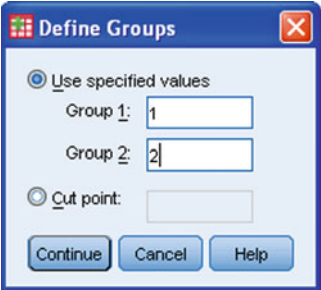 Define Groups
Use specified values
Group 1: 1
Group 2: 2
Cut point:
Continue Cancel Help